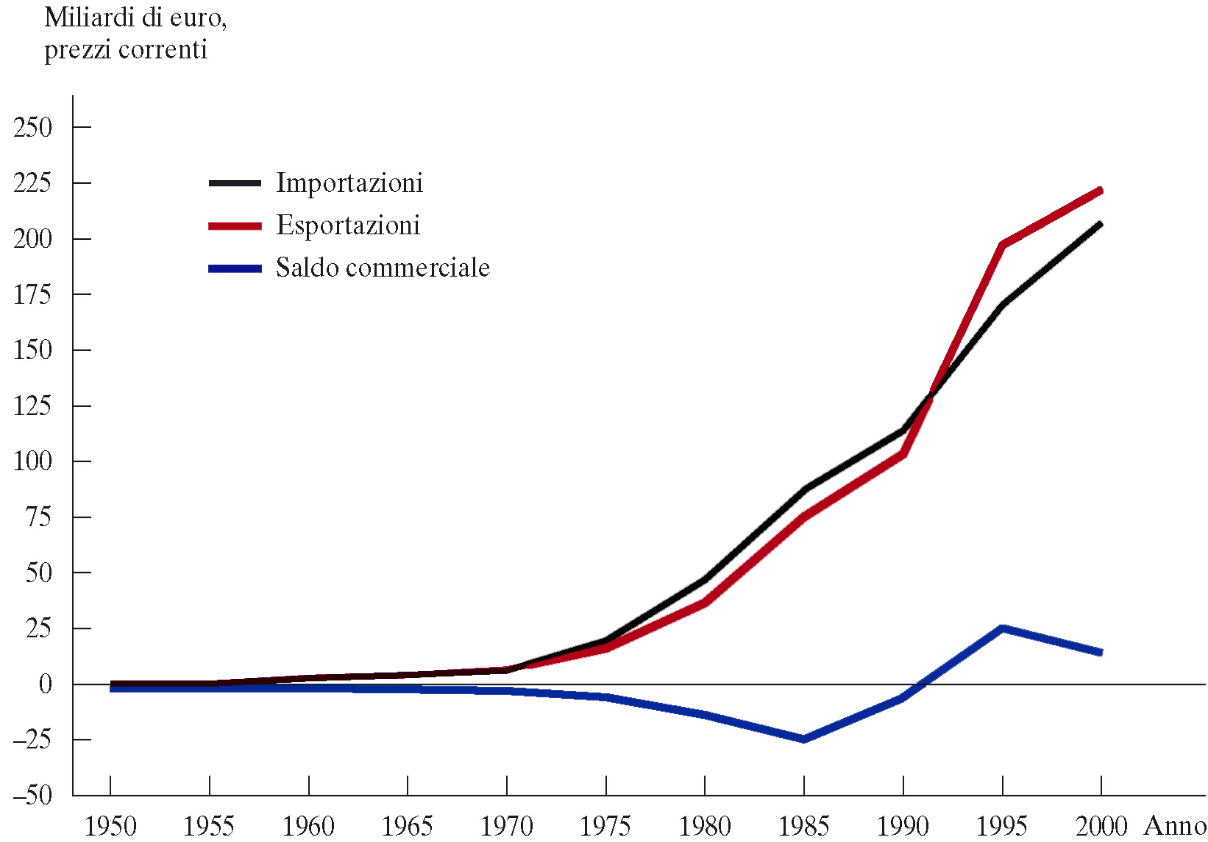 Miliardi di euro,
prezzi correnti
250
225
200
175
150
125
100
75
50
25
0
–25
–50
Importazioni
Esportazioni
Saldo commerciale
1950 1955 1960 1965 1970 1975 1980 1985 1990 1995 2000 Anno